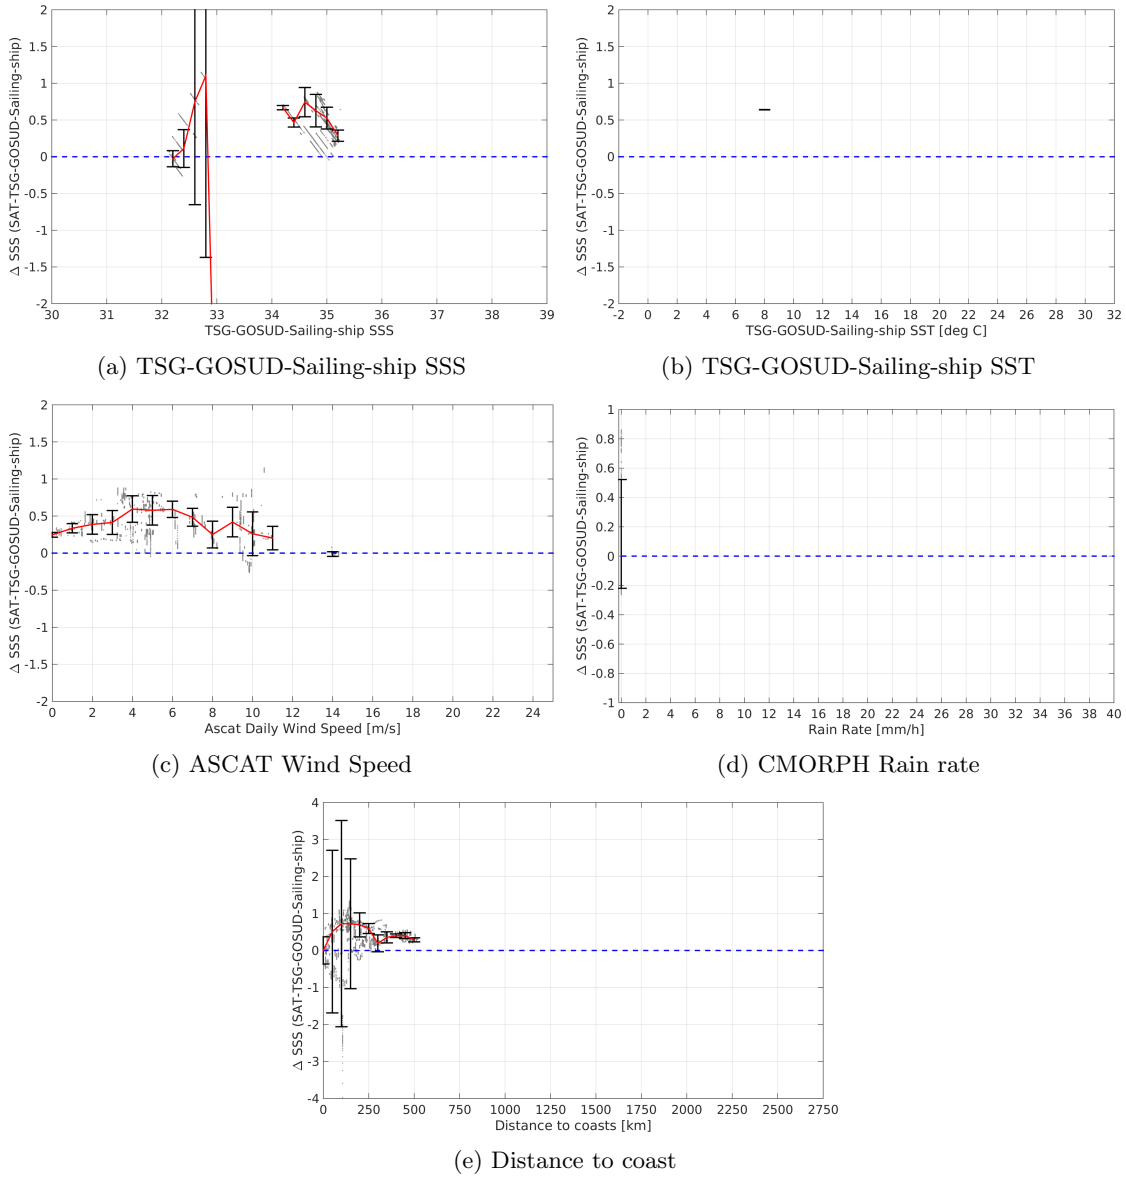 2
1.5
1
0.5
0
-0.5
-1
-1.5
-2
Δ SSS (SAT-TSG-GOSUD-Sailing-ship)
30 31 32 33 34 35 36 37 38 39
TSG-GOSUD-Sailing-ship SSS
(a) TSG-GOSUD-Sailing-ship SSS
2
1.5
1
0.5
0
-0.5
-1
-1.5
-2
Δ SSS (SAT-TSG-GOSUD-Sailing-ship)
-2 0 2 4 6 8 10 12 14 16 18 20 22 24 26 28 30 32
TSG-GOSUD-Sailing-ship SST [deg C]
(b) TSG-GOSUD-Sailing-ship SST
2
1.5
1
0.5
0
-0.5
-1
-1.5
-2
Δ SSS (SAT-TSG-GOSUD-Sailing-ship)
0 2 4 6 8 10 12 14 16 18 20 22 24
Ascat Daily Wind Speed [m/s]
(c) ASCAT Wind Speed
1
0.8
0.6
0.4
0.2
0
-0.2
-0.4
-0.6
-0.8
-1
Δ SSS (SAT-TSG-GOSUD-Sailing-ship)
0 2 4 6 8 10 12 14 16 18 20 22 24 26 28 30 32 34 36 38 40
Rain Rate [mm/h]
(d) CMORPH Rain rate
4
3
2
1
0
-1
-2
-3
-4
Δ SSS (SAT-TSG-GOSUD-Sailing-ship)
0 250 500 750 1000 1250 1500 1750 2000 2250 2500 2750
Distance to coasts [km]
(e) Distance to coast